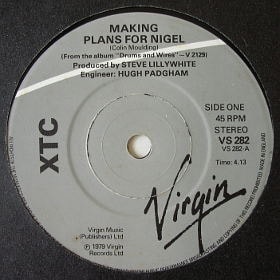 MAKING
PLANS FOR NIGEL
(Colin Moulding)
(From the album "Drums and Wires"–V 2129)
Produced by STEVE LILLYWHITE
Engineer: HUGH PADGHAM
XTC
SIDE ONE
45 RPM
STEREO
VS 282
VS 282-A
Time: 4.13
Virgin
Virgin Music
(Publishers) Ltd
℗ 1979 Virgin
Records Ltd